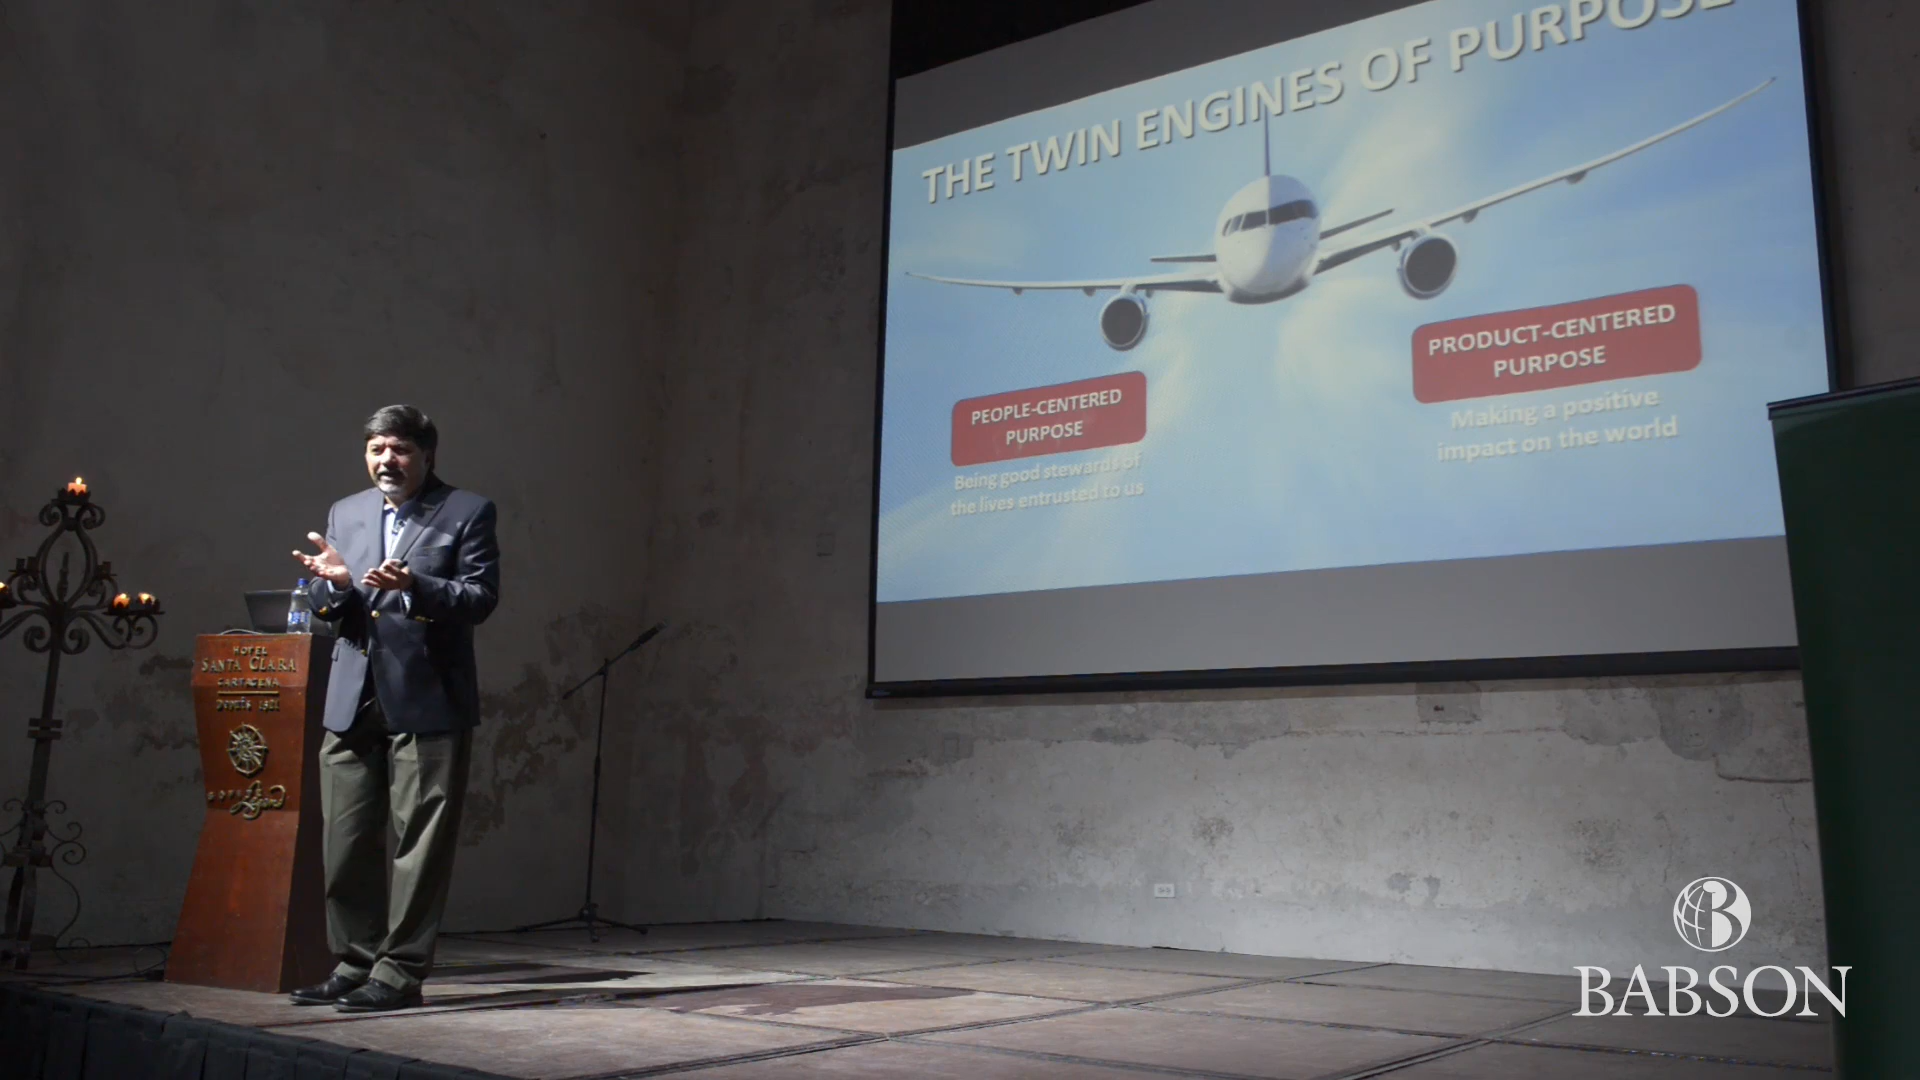 THE TWIN ENGINES OF PURPOSE
PEOPLE-CENTERED
PURPOSE
Being good stewards of
the lives entrusted to us
PRODUCT-CENTERED
PURPOSE
Making a positive
impact on the world
HOTEL
SANTA CLARA
CARTAGENA
BABSON